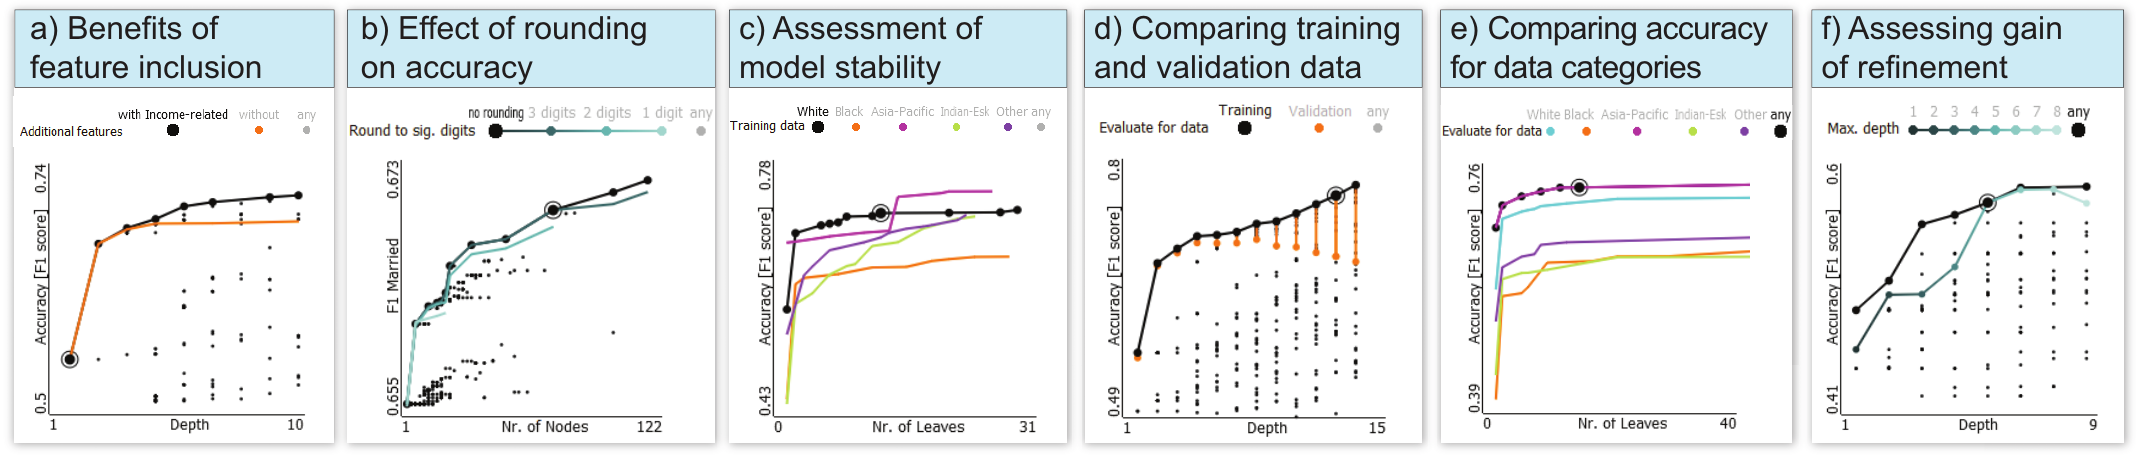 a) Benefits of
feature inclusion
with Income-related without any
Additional features
0.74
Accuracy [F1 score]
0.5
1 Depth 10
b) Effect of rounding
on accuracy
no rounding 3 digits 2 digits 1 digit any
Round to sig. digits
0.673
F1 Married
0.655
1 Nr. of Nodes 122
c) Assessment of
model stability
White Black Asia-Pacific Indian-Esk Other any
Training data
0.78
Accuracy [F1 score]
0.43
0 Nr. of Leaves 31
d) Comparing training
and validation data
Training Validation any
Evaluate for data
0.8
Accuracy [F1 score]
0.49
1 Depth 15
e) Comparing accuracy
for data categories
White Black Asia-Pacific Indian-Esk Other any
Evaluate for data
0.76
Accuracy [F1 score]
0.39
0 Nr. of Leaves 40
f) Assessing gain
of refinement
1 2 3 4 5 6 7 8 any
Max. depth
0.6
Accuracy [F1 score]
0.41
1 Depth 9